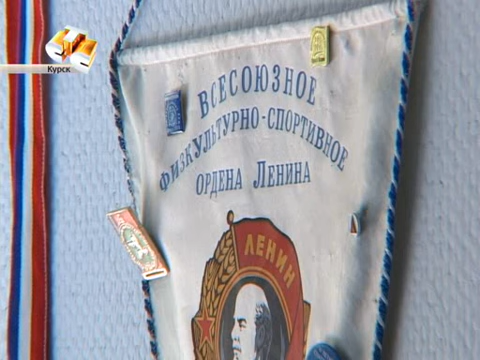 Курск
ВСЕСОЮЗНОЕ
ФИЗКУЛЬТУРНО-СПОРТИВНОЕ
ОРДЕНА ЛЕНИНА
ЛЕНИН